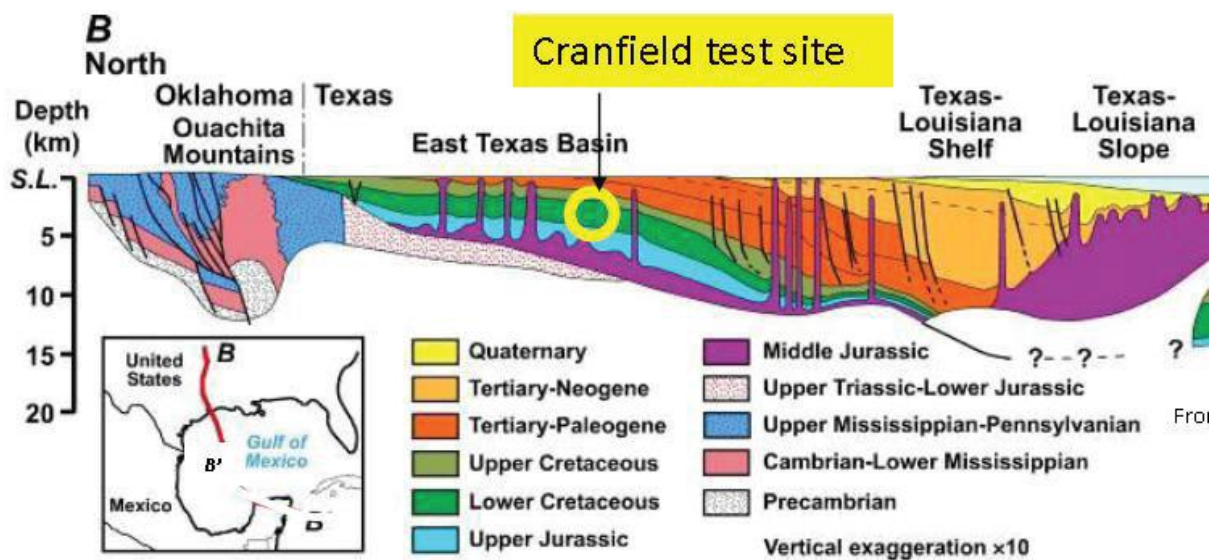 B
North
Cranfield test site
Depth
(km)
Oklahoma
Ouachita
Mountains
Texas
East Texas Basin
Texas-
Louisiana
Shelf
Texas-
Louisiana
Slope
S.L.
5
10
15
20
? - - ? - -
?
United
States
B
Gulf of
Mexico
B'
Mexico
Quaternary
Tertiary-Neogene
Tertiary-Paleogene
Upper Cretaceous
Lower Cretaceous
Upper Jurassic
Middle Jurassic
Upper Triassic-Lower Jurassic
Upper Mississippian-Pennsylvanian
Cambrian-Lower Mississippian
Precambrian
Vertical exaggeration ×10